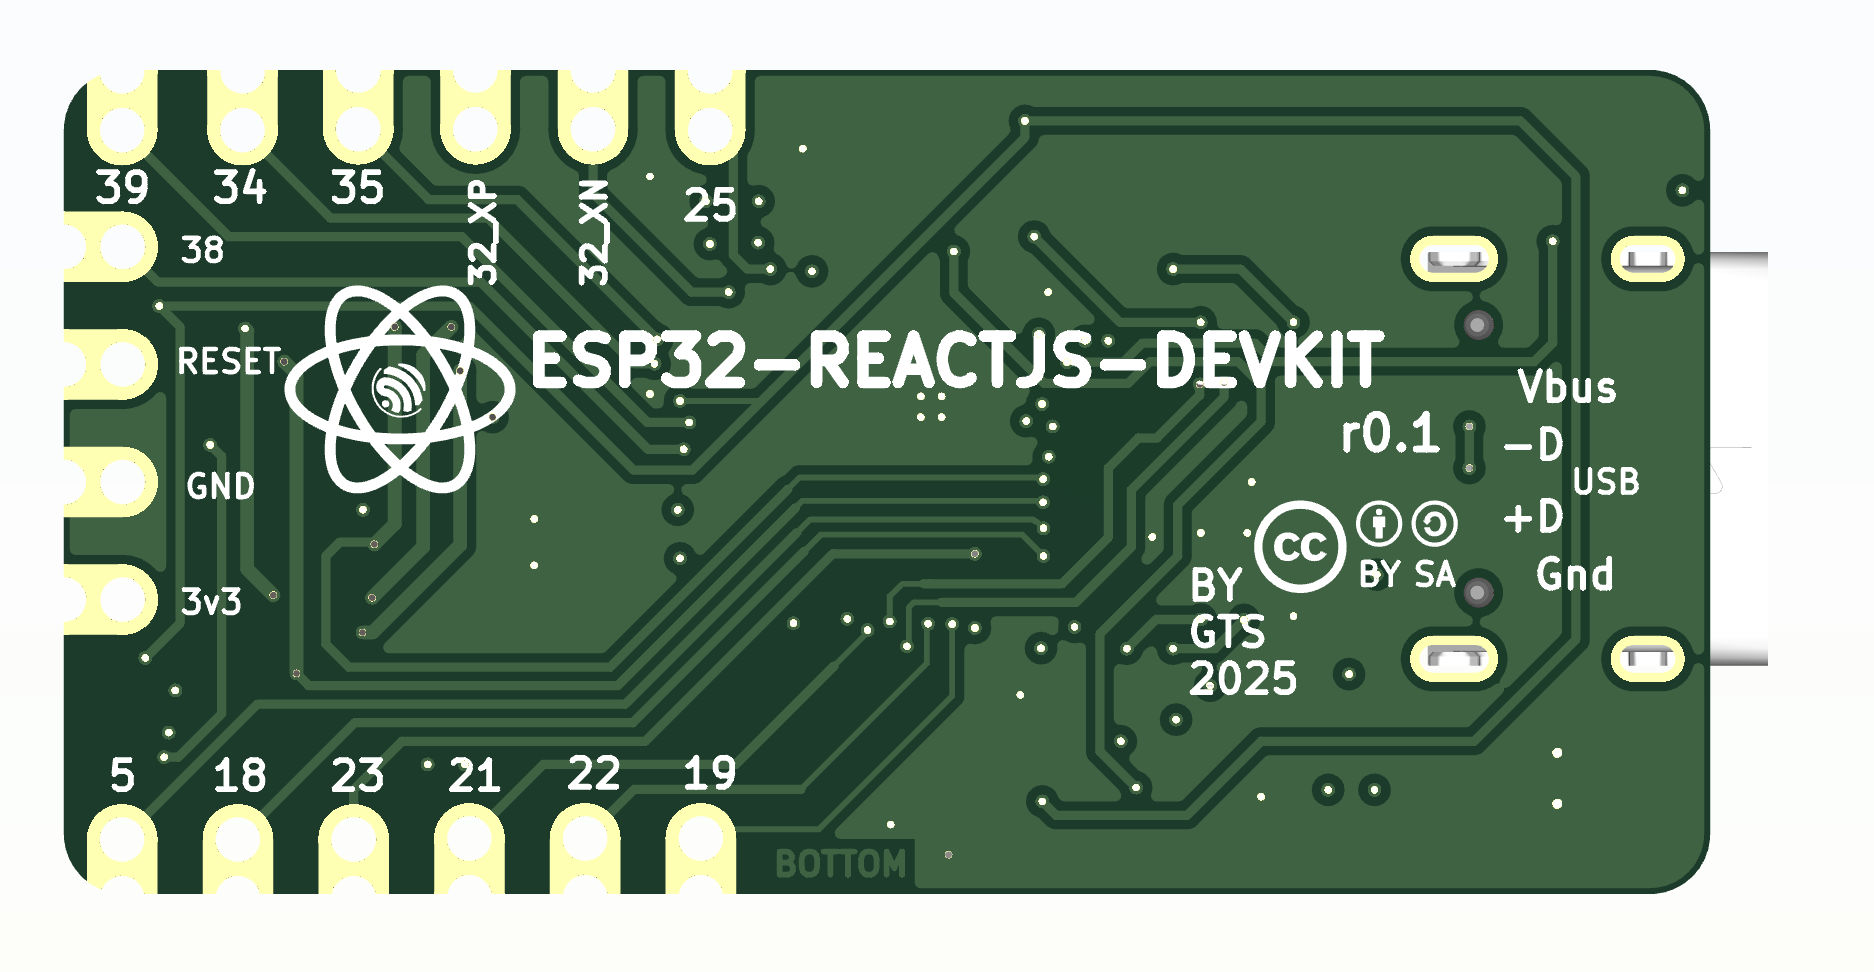 39 34 35 32_XP 32_XN 25
38
RESET
ESP32-REACTJS-DEVKIT
Vbus
r0.1 -D
GND USB
+D
CC
BY SA
Gnd
3v3
BY
GTS
2025
5 18 23 21 22 19
BOTTOM